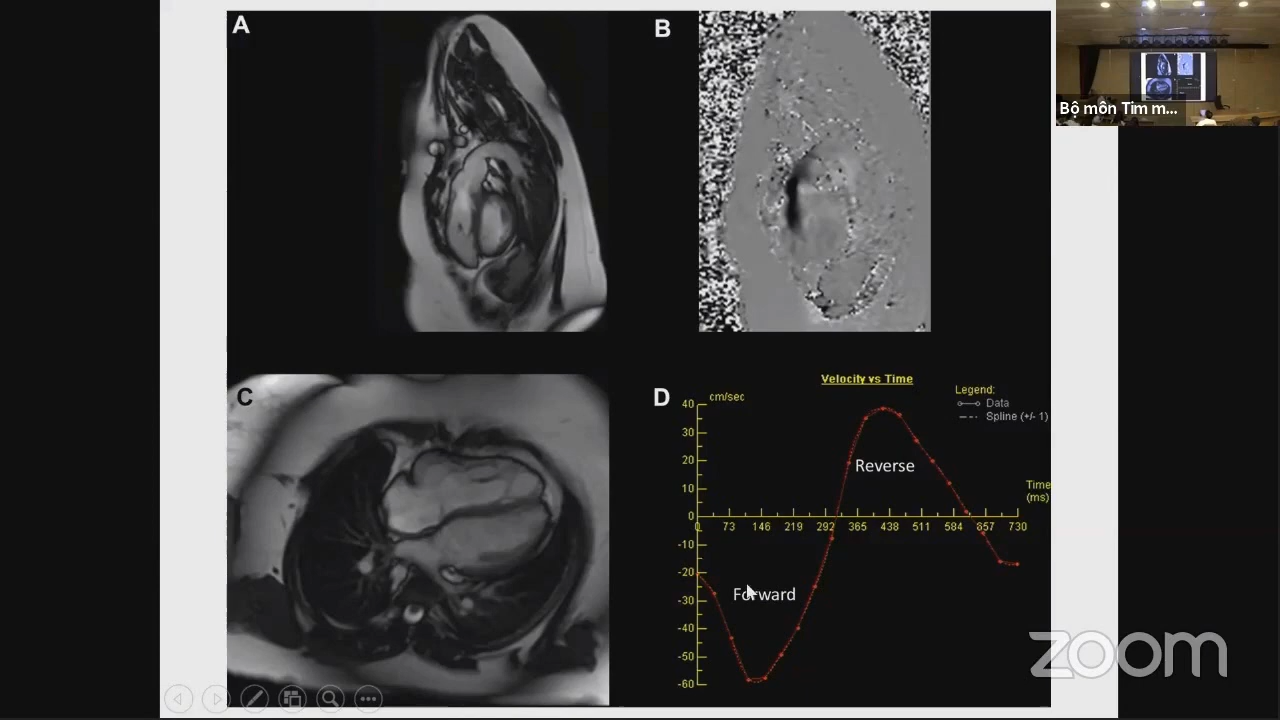 A
B
Bộ môn Tim m...
C
D
Velocity vs Time
cm/sec
Legend:
Data
Spline (+/- 1)
40
30
20
10
0
-10
-20
-30
-40
-50
-60
Reverse
Forward
Time
(ms)
0 73 146 219 292 365 438 511 584 657 730
zoom